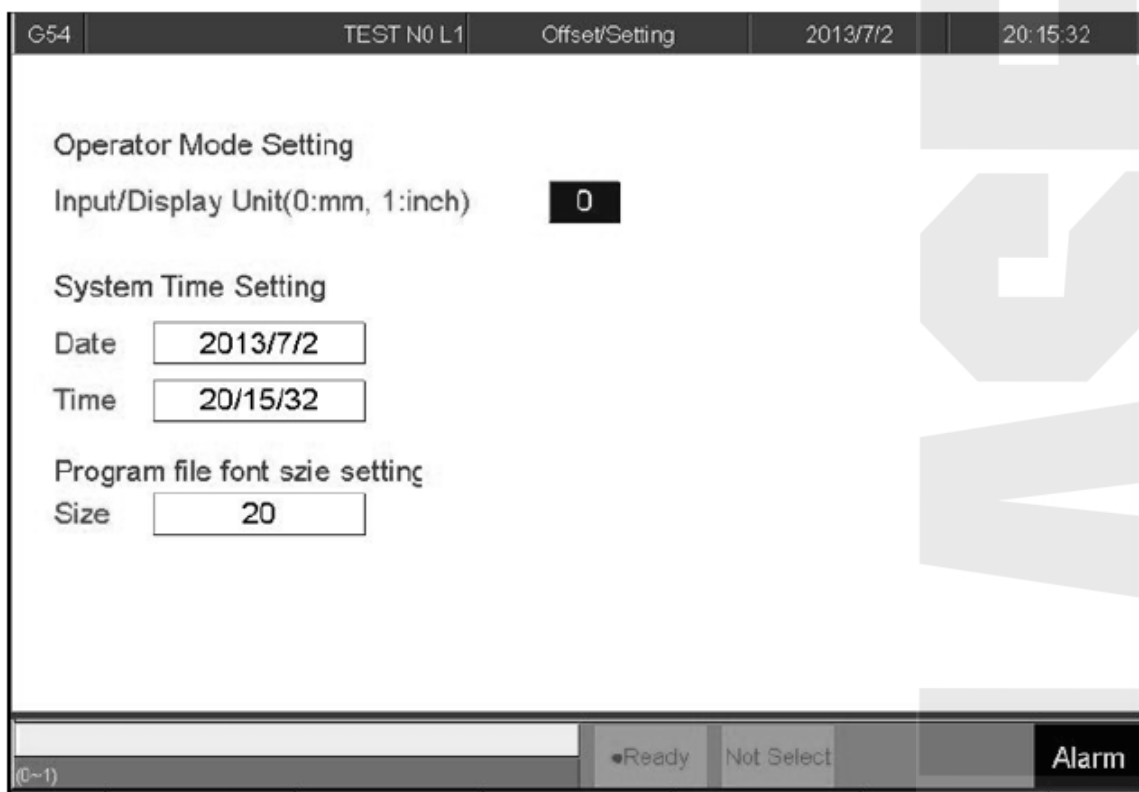 G54 TEST N0 L1 Offset/Setting 2013/7/2 20:15:32
Operator Mode Setting
Input/Display Unit(0:mm, 1:inch) 0
System Time Setting
Date 2013/7/2
Time 20/15/32
Program file font szie setting
Size 20
●Ready Not Select Alarm
(0~1)